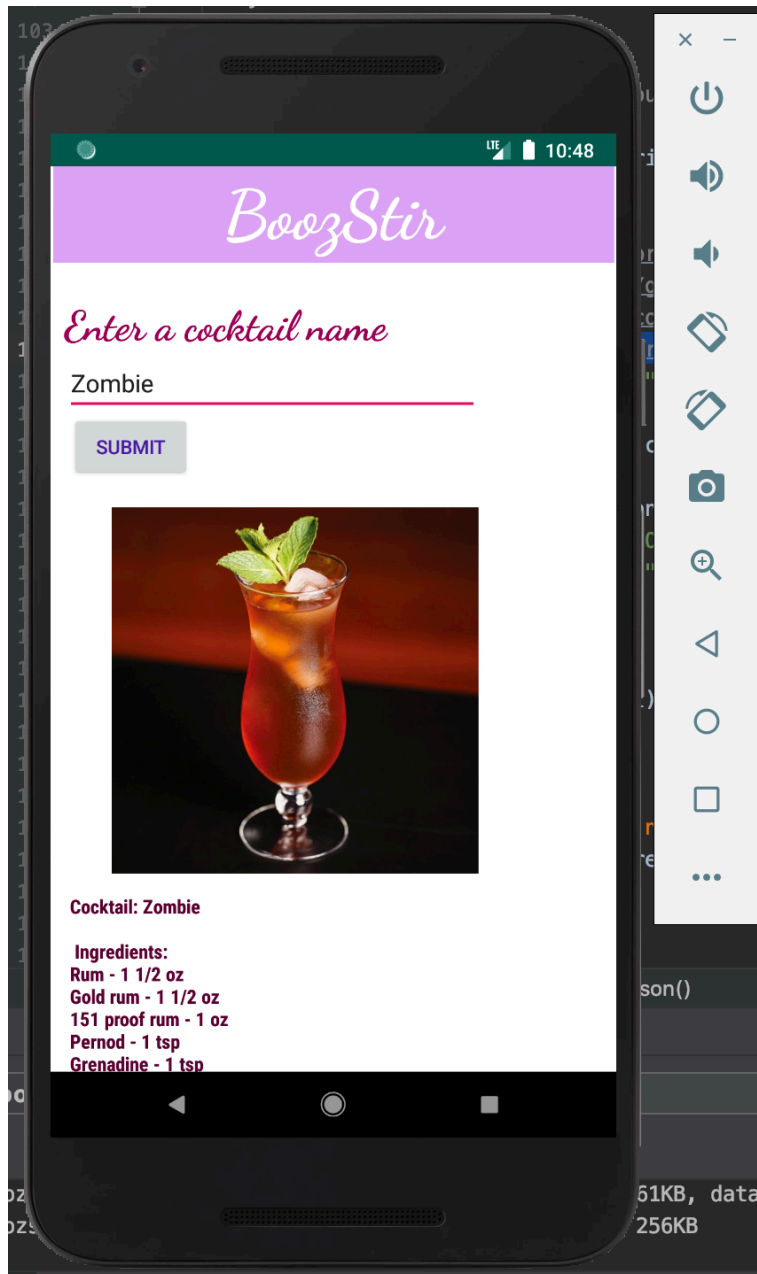 LTE 10:48
BoozStir
Enter a cocktail name
Zombie
SUBMIT
Cocktail: Zombie
Ingredients:
Rum - 1 1/2 oz
Gold rum - 1 1/2 oz
151 proof rum - 1 oz
Pernod - 1 tsp
Grenadine - 1 tsp
son()
61KB, data
256KB